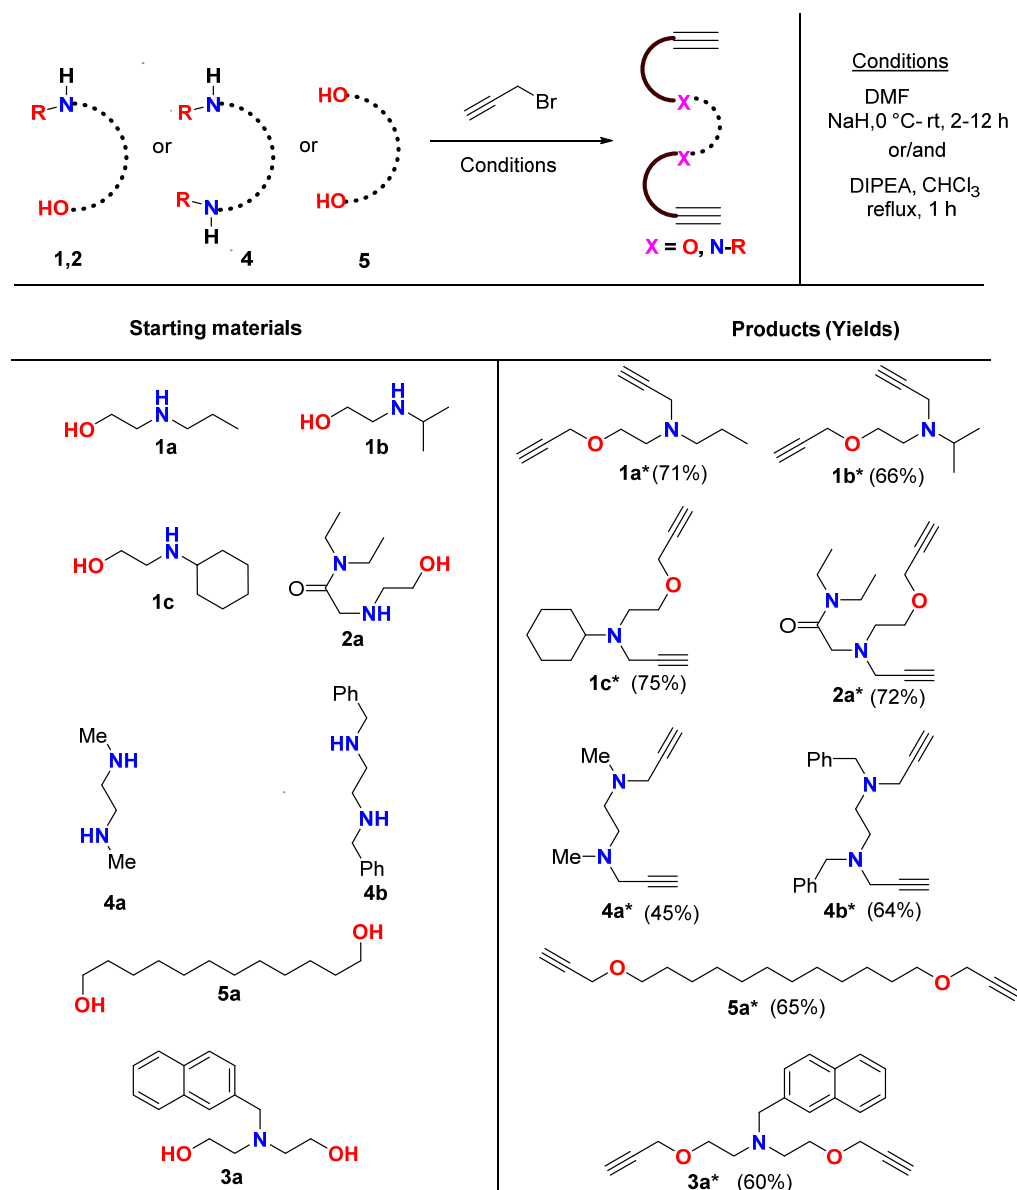 H
R N
HO
1,2
or
H
N R
R N
H
4
or
HO
HO
5
Br
Conditions
X
X
X = O, N-R
Conditions
DMF
NaH,0 °C- rt, 2-12 h
or/and
DIPEA, CHCl3
reflux, 1 h
Starting materials
Products (Yields)
HO H N
1a
HO H N
1b
O N
1a* (71%)
O N
1b* (66%)
HO H N
1c
N O NH OH
2a
O N
1c* (75%)
N O O N
2a* (72%)
Me NH
HN Me
4a
Ph
HN
NH
Ph
4b
Me N
Me N
4a* (45%)
Ph N
N
Ph
4b* (64%)
OH
OH
5a
O O
5a* (65%)
HO N OH
3a
O N O
3a* (60%)